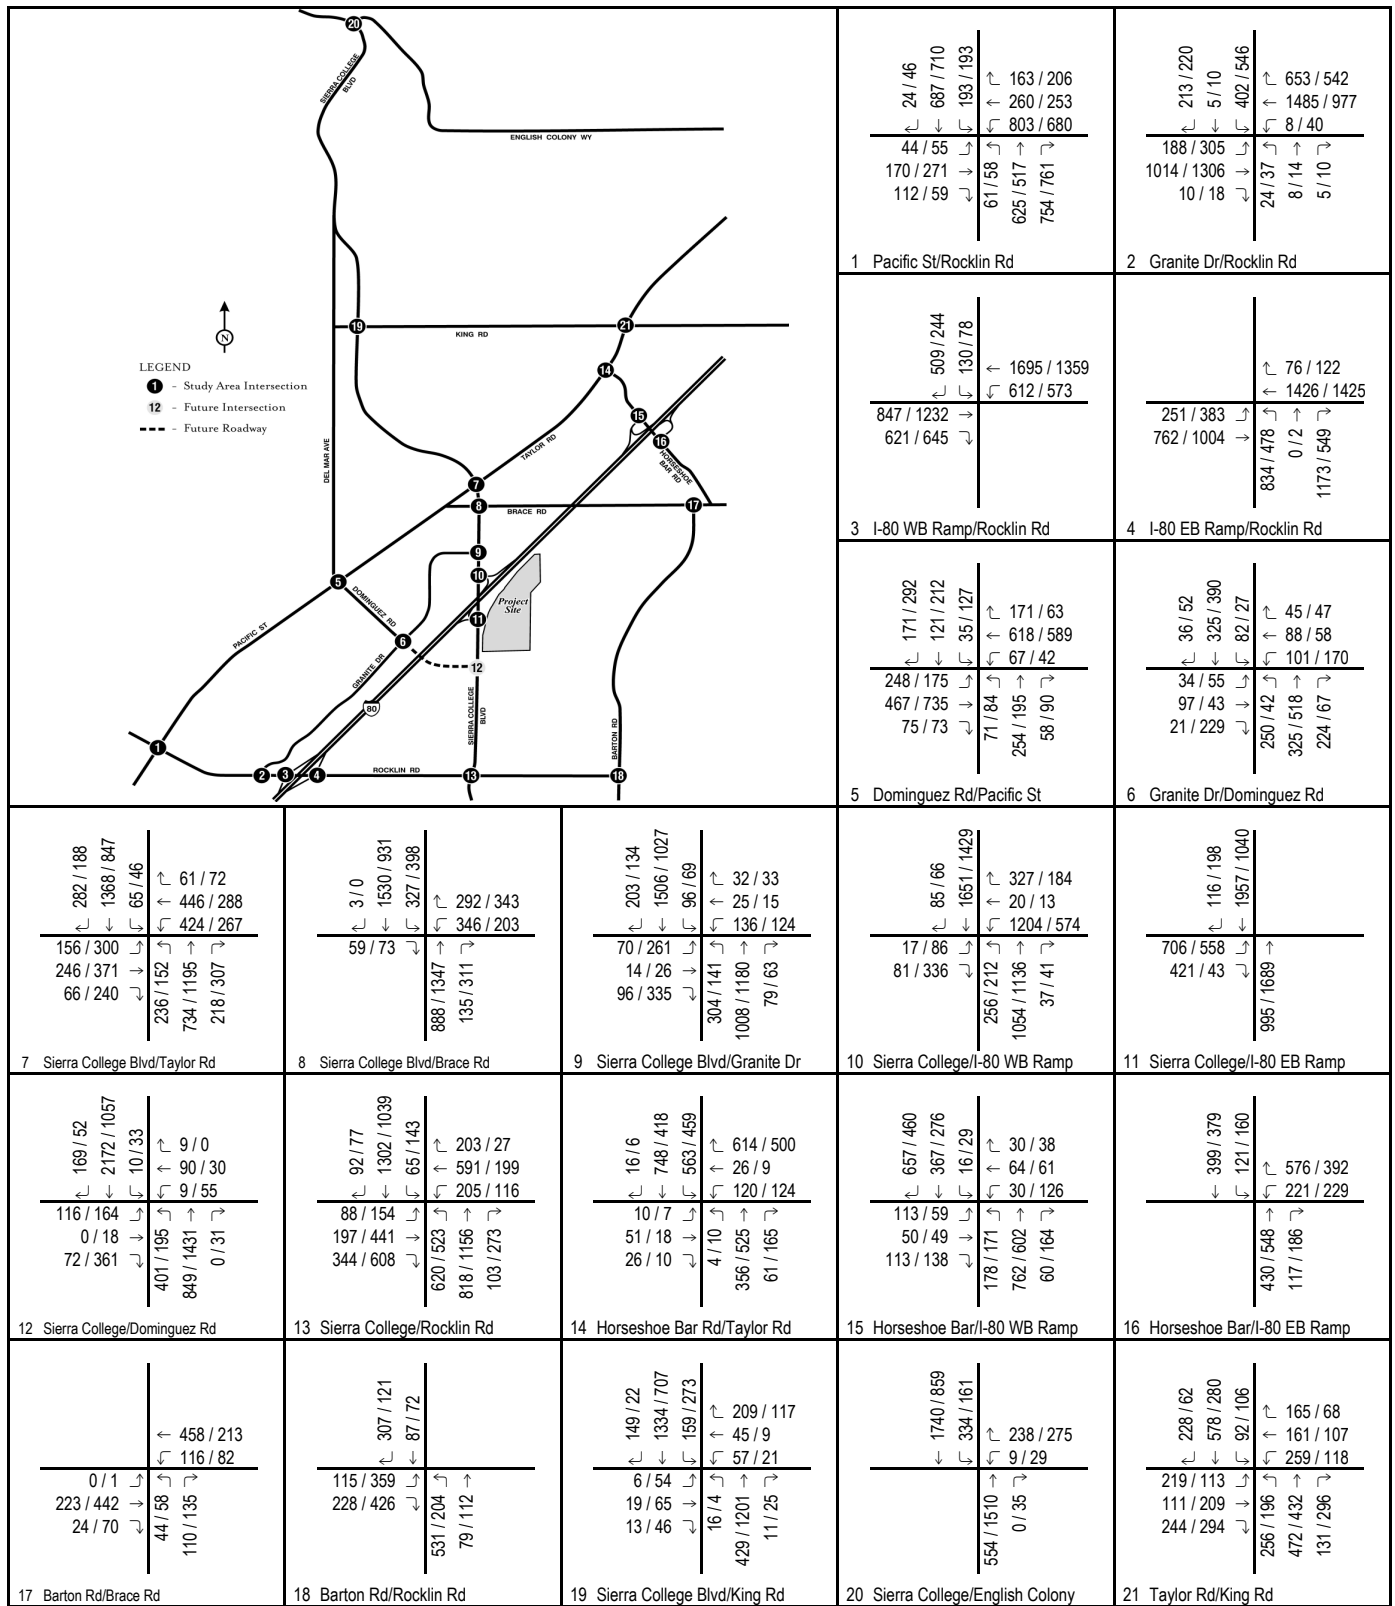 20
SIERRA COLLEGE
BLVD
ENGLISH COLONY WY
N
LEGEND
1 - Study Area Intersection
12 - Future Intersection
- Future Roadway
19
KING RD
21
14
15
16
HORSESHOE
BAR RD
DEL MAR AVE
TAYLOR RD
7
8
BRACE RD
17
9
10
Project
Site
5
DOMINGUEZ RD
11
PACIFIC ST
6
12
GRANITE DR
80
SIERRA COLLEGE
BLVD
BARTON RD
1
2
3
4
ROCKLIN RD
13
18
24 / 46
687 / 710
193 / 193
163 / 206
260 / 253
803 / 680
44 / 55
170 / 271
112 / 59
61 / 58
625 / 517
754 / 761
1 Pacific St/Rocklin Rd
213 / 220
5 / 10
402 / 546
653 / 542
1485 / 977
8 / 40
188 / 305
1014 / 1306
10 / 18
24 / 37
8 / 14
5 / 10
2 Granite Dr/Rocklin Rd
509 / 244
130 / 78
1695 / 1359
612 / 573
847 / 1232
621 / 645
3 I-80 WB Ramp/Rocklin Rd
76 / 122
1426 / 1425
251 / 383
762 / 1004
834 / 478
0 / 2
1173 / 549
4 I-80 EB Ramp/Rocklin Rd
171 / 292
121 / 212
35 / 127
171 / 63
618 / 589
67 / 42
248 / 175
467 / 735
75 / 73
71 / 84
254 / 195
58 / 90
5 Dominguez Rd/Pacific St
36 / 52
325 / 390
82 / 27
45 / 47
88 / 58
101 / 170
34 / 55
97 / 43
21 / 229
250 / 42
325 / 518
224 / 67
6 Granite Dr/Dominguez Rd
282 / 188
1368 / 847
65 / 46
61 / 72
446 / 288
424 / 267
156 / 300
246 / 371
66 / 240
236 / 152
734 / 1195
218 / 307
7 Sierra College Blvd/Taylor Rd
3 / 0
1530 / 931
327 / 398
292 / 343
346 / 203
59 / 73
888 / 1347
135 / 311
8 Sierra College Blvd/Brace Rd
203 / 134
1506 / 1027
96 / 69
32 / 33
25 / 15
136 / 124
70 / 261
14 / 26
96 / 335
304 / 141
1008 / 1180
79 / 63
9 Sierra College Blvd/Granite Dr
85 / 66
1651 / 1429
327 / 184
20 / 13
1204 / 574
17 / 86
81 / 336
256 / 212
1054 / 1136
37 / 41
10 Sierra College/I-80 WB Ramp
116 / 198
1957 / 1040
706 / 558
421 / 43
995 / 1689
11 Sierra College/I-80 EB Ramp
169 / 52
2172 / 1057
10 / 33
9 / 0
90 / 30
9 / 55
116 / 164
0 / 18
72 / 361
401 / 195
849 / 1431
0 / 31
12 Sierra College/Dominguez Rd
92 / 77
1302 / 1039
65 / 143
203 / 27
591 / 199
205 / 116
88 / 154
197 / 441
344 / 608
620 / 523
818 / 1156
103 / 273
13 Sierra College/Rocklin Rd
16 / 6
748 / 418
563 / 459
614 / 500
26 / 9
120 / 124
10 / 7
51 / 18
26 / 10
4 / 10
356 / 525
61 / 165
14 Horseshoe Bar Rd/Taylor Rd
657 / 460
367 / 276
16 / 29
30 / 38
64 / 61
30 / 126
113 / 59
50 / 49
113 / 138
178 / 171
762 / 602
60 / 164
15 Horseshoe Bar/I-80 WB Ramp
399 / 379
121 / 160
576 / 392
221 / 229
430 / 548
117 / 186
16 Horseshoe Bar/I-80 EB Ramp
458 / 213
116 / 82
0 / 1
223 / 442
24 / 70
44 / 58
110 / 135
17 Barton Rd/Brace Rd
307 / 121
87 / 72
115 / 359
228 / 426
531 / 204
79 / 112
18 Barton Rd/Rocklin Rd
149 / 22
1334 / 707
159 / 273
209 / 117
45 / 9
57 / 21
6 / 54
19 / 65
13 / 46
16 / 4
429 / 1201
11 / 25
19 Sierra College Blvd/King Rd
1740 / 859
334 / 161
238 / 275
9 / 29
554 / 1510
0 / 35
20 Sierra College/English Colony
228 / 62
578 / 280
92 / 106
165 / 68
161 / 107
259 / 118
219 / 113
111 / 209
244 / 294
256 / 196
472 / 432
131 / 296
21 Taylor Rd/King Rd